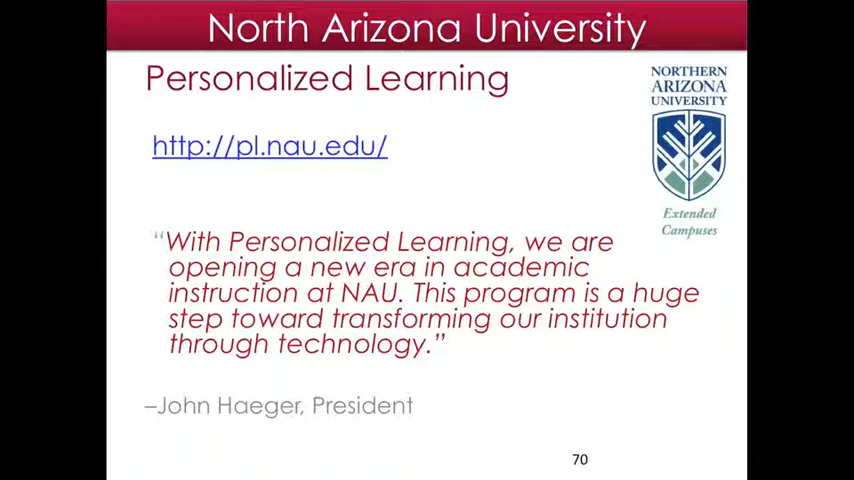 North Arizona University
Personalized Learning
NORTHERN
ARIZONA
UNIVERSITY
http://pl.nau.edu/
Extended
Campuses
“With Personalized Learning, we are
opening a new era in academic
instruction at NAU. This program is a huge
step toward transforming our institution
through technology.”
–John Haeger, President
70